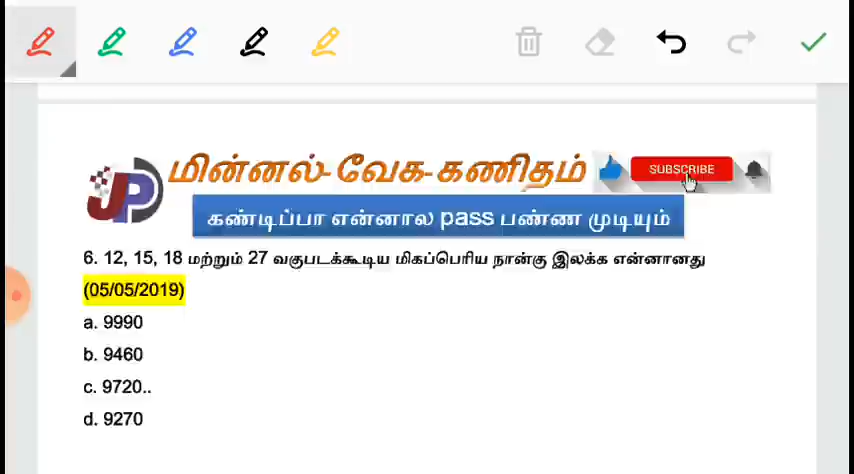 JP
மின்னல்-வேக-கணிதம்
SUBSCRIBE
கண்டிப்பா என்னால pass பண்ண முடியும்
6. 12, 15, 18 மற்றும் 27 வகுபடக்கூடிய மிகப்பெரிய நான்கு இலக்க என்னானது
(05/05/2019)
a. 9990
b. 9460
c. 9720..
d. 9270